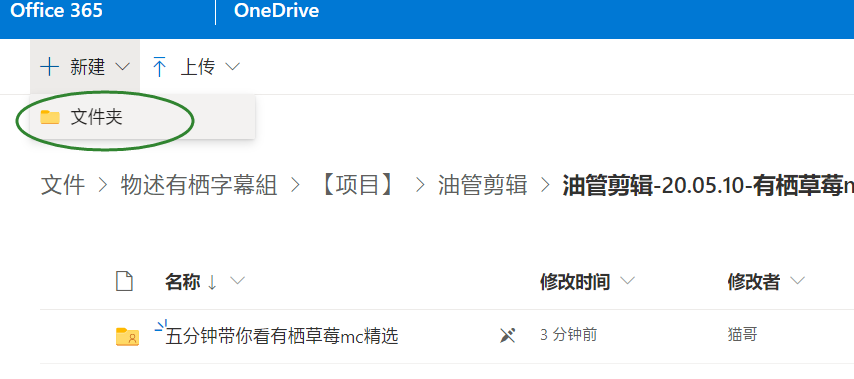 Office 365 OneDrive
新建 上传
文件夹
文件 物述有栖字幕組 【项目】 油管剪辑 油管剪辑-20.05.10-有栖草莓m
名称 修改时间 修改者
五分钟带你看有栖草莓mc精选 3 分钟前 猫哥